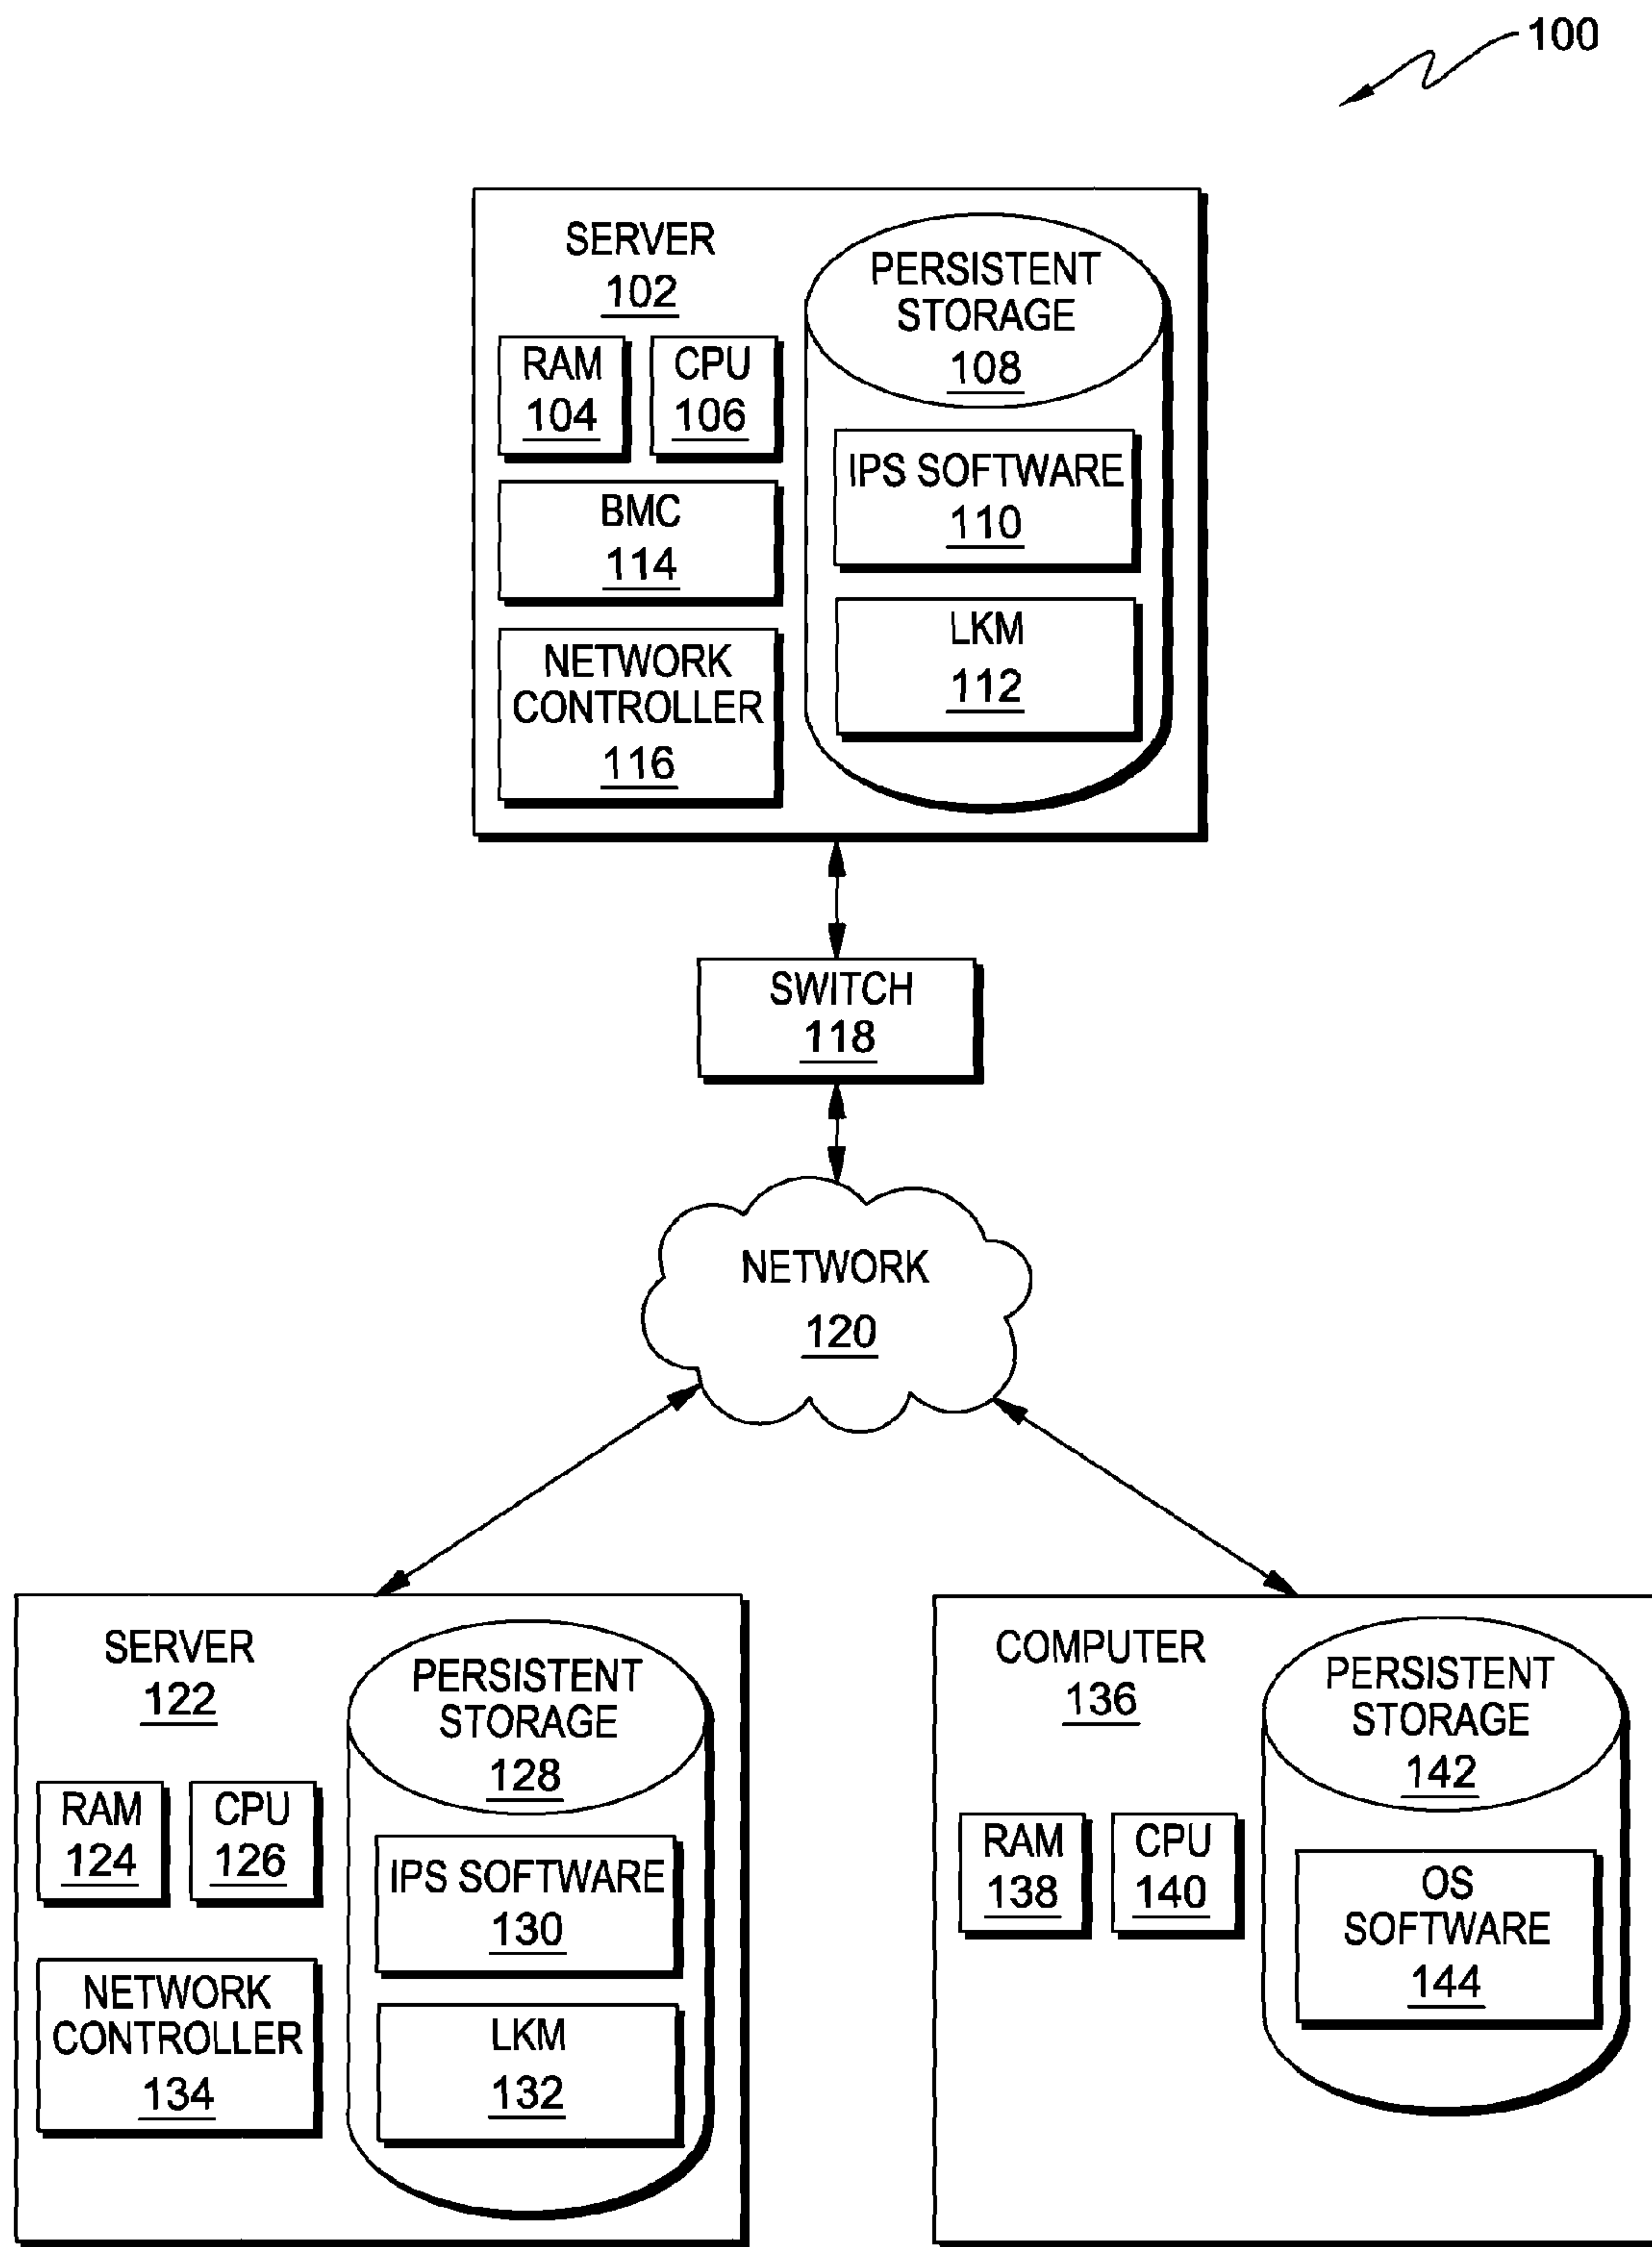 100
SERVER
102
PERSISTENT
STORAGE
108
RAM
104
CPU
106
IPS SOFTWARE
110
BMC
114
LKM
112
NETWORK
CONTROLLER
116
SWITCH
118
NETWORK
120
SERVER
122
PERSISTENT
STORAGE
128
RAM
124
CPU
126
IPS SOFTWARE
130
NETWORK
CONTROLLER
134
LKM
132
COMPUTER
136
PERSISTENT
STORAGE
142
RAM
138
CPU
140
OS
SOFTWARE
144